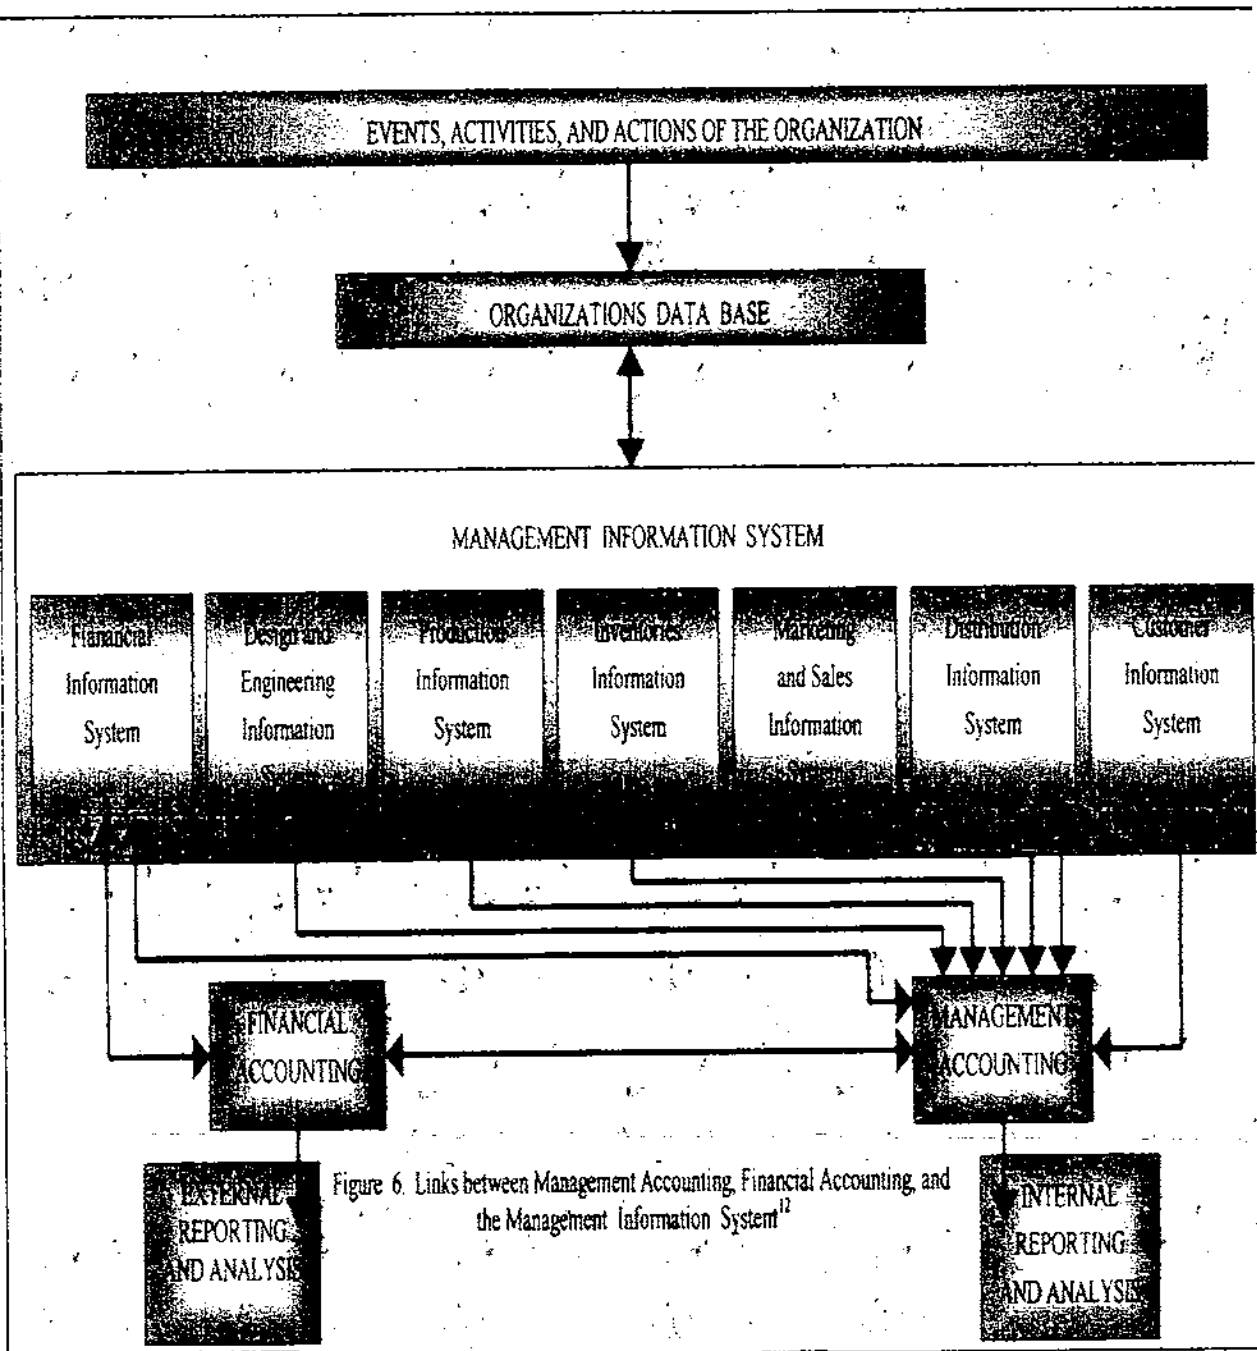 EVENTS, ACTIVITIES, AND ACTIONS OF THE ORGANIZATION
ORGANIZATIONS DATA BASE
MANAGEMENT INFORMATION SYSTEM
Fianancial
Information
System
Design and
Engineering
Information
System
Production
Information
System
Inventories
Information
System
Marketing
and Sales
Information
System
Distribution
Information
System
Customer
Information
System
FINANCIAL
ACCOUNTING
MANAGEMENT
ACCOUNTING
EXTERNAL
REPORTING
AND ANALYSIS
Figure 6. Links between Management Accounting, Financial Accounting, and
the Management Information System12
INTERNAL
REPORTING
AND ANALYSIS